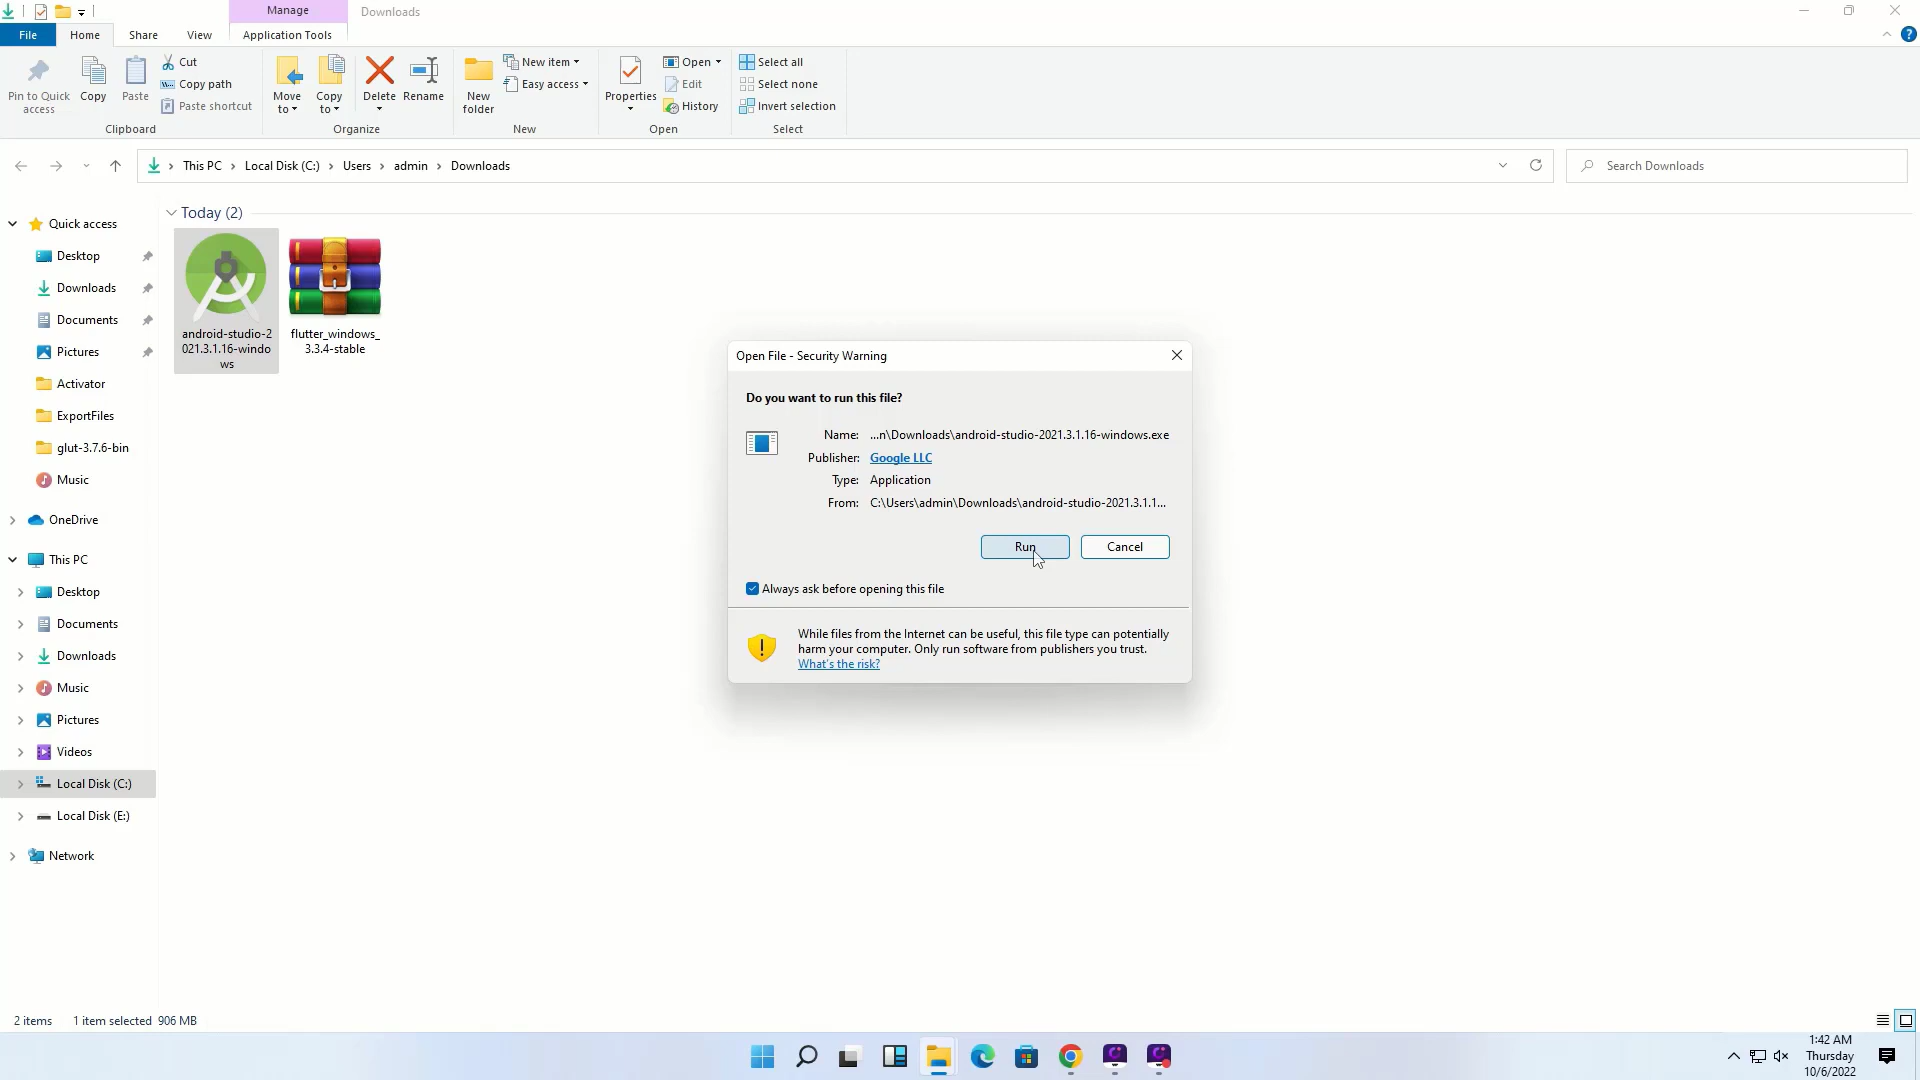 Manage
Downloads
File
Home
Share
View
Application Tools
Pin to Quick
access
Copy
Paste
Cut
Copy path
Paste shortcut
Clipboard
Move
to
Copy
to
Delete
Rename
Organize
New
folder
New item
Easy access
New
Properties
Open
Edit
History
Open
Select all
Select none
Invert selection
Select
This PC
Local Disk (C:)
Users
admin
Downloads
Search Downloads
Quick access
Desktop
Downloads
Documents
Pictures
Activator
ExportFiles
glut-3.7.6-bin
Music
OneDrive
This PC
Desktop
Documents
Downloads
Music
Pictures
Videos
Local Disk (C:)
Local Disk (E:)
Network
Today (2)
android-studio-2
021.3.1.16-windo
ws
flutter_windows_
3.3.4-stable
Open File - Security Warning
Do you want to run this file?
Name: ...n\Downloads\android-studio-2021.3.1.16-windows.exe
Publisher: Google LLC
Type: Application
From: C:\Users\admin\Downloads\android-studio-2021.3.1.1...
Run
Cancel
Always ask before opening this file
While files from the Internet can be useful, this file type can potentially
harm your computer. Only run software from publishers you trust.
What's the risk?
2 items
1 item selected 906 MB
1:42 AM
Thursday
10/6/2022